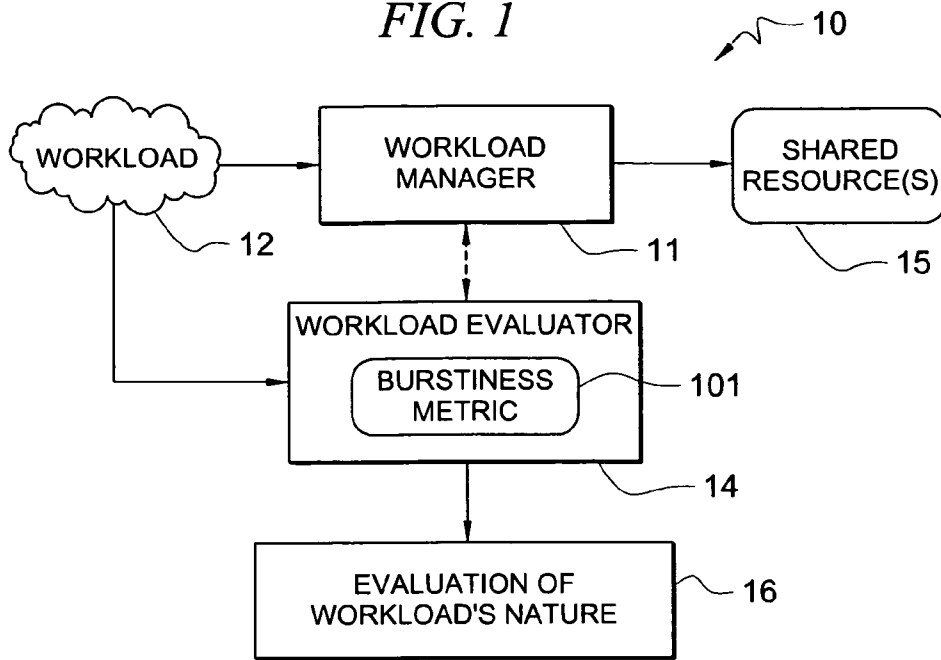 FIG. 1
10
WORKLOAD
WORKLOAD
MANAGER
SHARED
RESOURCE(S)
12
11
15
WORKLOAD EVALUATOR
BURSTINESS
METRIC
101
14
EVALUATION OF
WORKLOAD'S NATURE
16